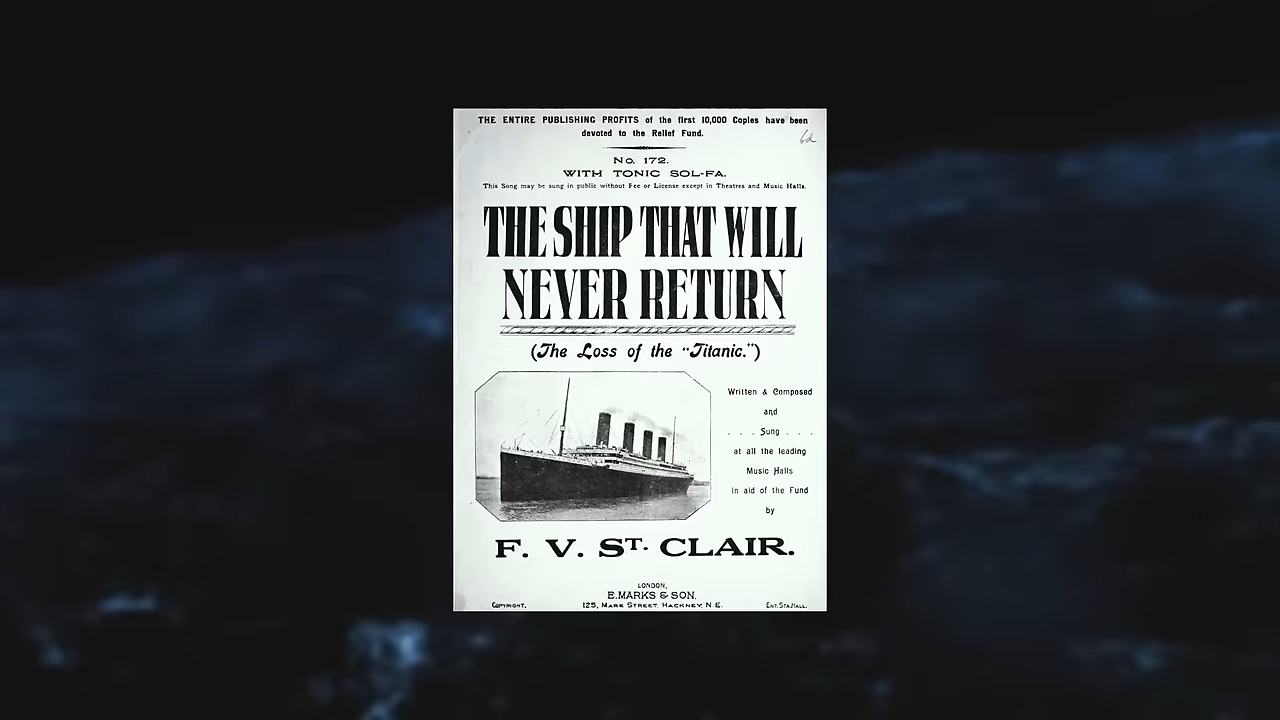 THE ENTIRE PUBLISHING PROFITS of the first 10,000 Copies have been
devoted to the Relief Fund.
6d
No. 172.
WITH TONIC SOL-FA.
This Song may be sung in public without Fee or License except in Theatres and Music Halls.
THE SHIP THAT WILL
NEVER RETURN
(The Loss of the "Titanic.")
Written & Composed
and
. . . Sung . . .
at all the leading
Music Halls
in aid of the Fund
by
F. V. ST. CLAIR.
LONDON,
E. MARKS & SON,
COPYRIGHT. 125, MARE STREET, HACKNEY, N. E. ENT. STA. HALL.